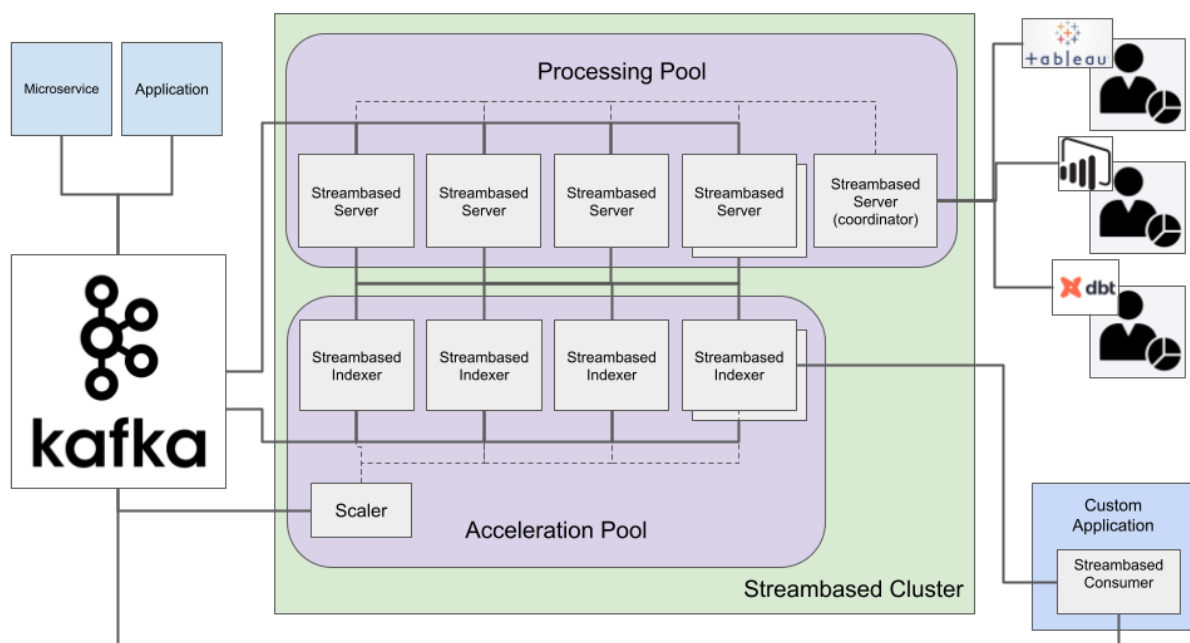 Microservice
Application
Processing Pool
+ableau
Streambased
Server
Streambased
Server
Streambased
Server
Streambased
Server
Streambased
Server
(coordinator)
kafka
dbt
Streambased
Indexer
Streambased
Indexer
Streambased
Indexer
Streambased
Indexer
Scaler
Acceleration Pool
Custom
Application
Streambased
Consumer
Streambased Cluster